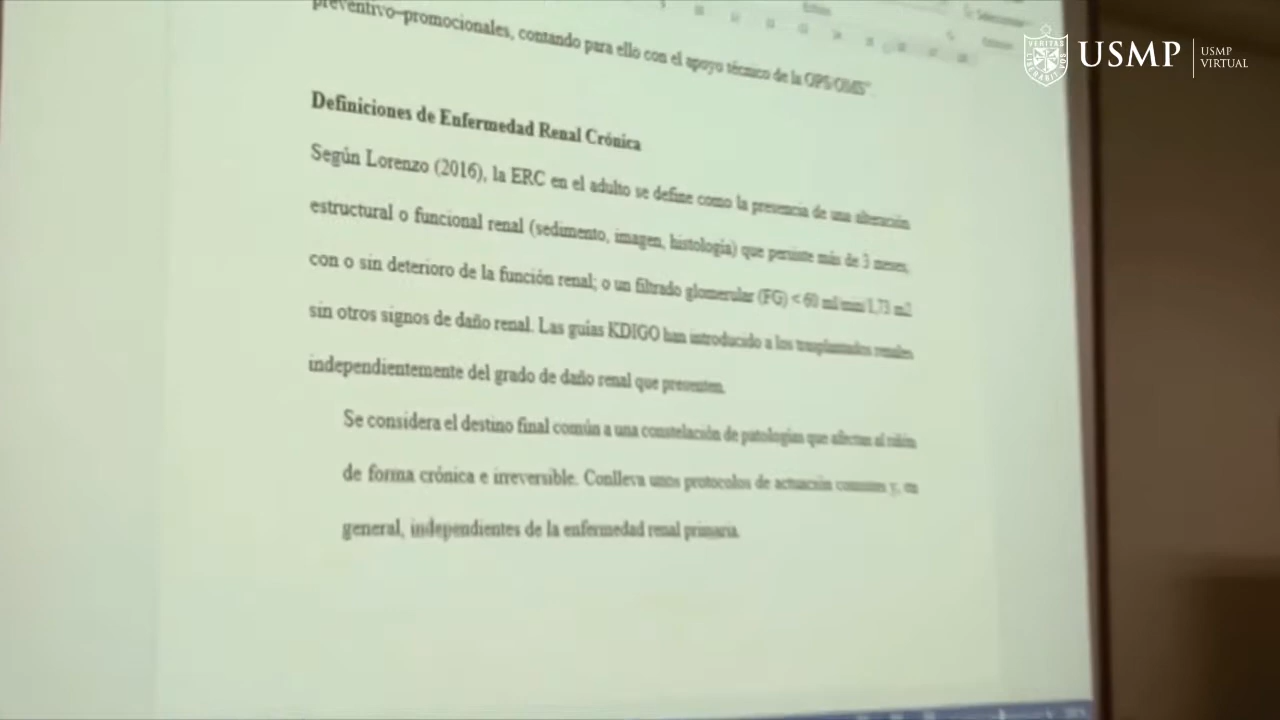 preventivo–promocionales, contando para ello con el apoyo técnico de la OPS/OMS".
Definiciones de Enfermedad Renal Crónica
Según Lorenzo (2016), la ERC en el adulto se define como la presencia de una alteración
estructural o funcional renal (sedimento, imagen, histología) que persiste más de 3 meses,
con o sin deterioro de la función renal; o un filtrado glomerular (FG) < 60 ml/min/1,73 m2
sin otros signos de daño renal. Las guías KDIGO han introducido a los trasplantados renales
independientemente del grado de daño renal que presenten.
Se considera el destino final común a una constelación de patologías que afectan al riñón
de forma crónica e irreversible. Conlleva unos protocolos de actuación comunes y, en
general, independientes de la enfermedad renal primaria.
VERITAS
USMP
USMP
VIRTUAL